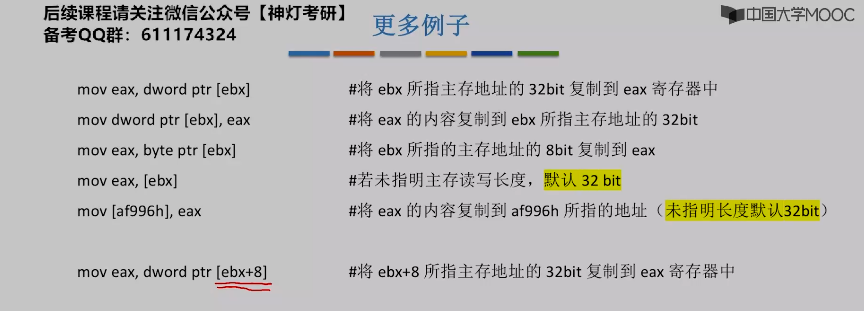 后续课程请关注微信公众号【神灯考研】
备考QQ群：611174324
更多例子
中国大学MOOC
mov eax, dword ptr [ebx] #将 ebx 所指主存地址的 32bit 复制到 eax 寄存器中
mov dword ptr [ebx], eax #将 eax 的内容复制到 ebx 所指主存地址的 32bit
mov eax, byte ptr [ebx] #将 ebx 所指的主存地址的 8bit 复制到 eax
mov eax, [ebx] #若未指明主存读写长度，默认 32 bit
mov [af996h], eax #将 eax 的内容复制到 af996h 所指的地址（未指明长度默认32bit）
mov eax, dword ptr [ebx+8] #将 ebx+8 所指主存地址的 32bit 复制到 eax 寄存器中